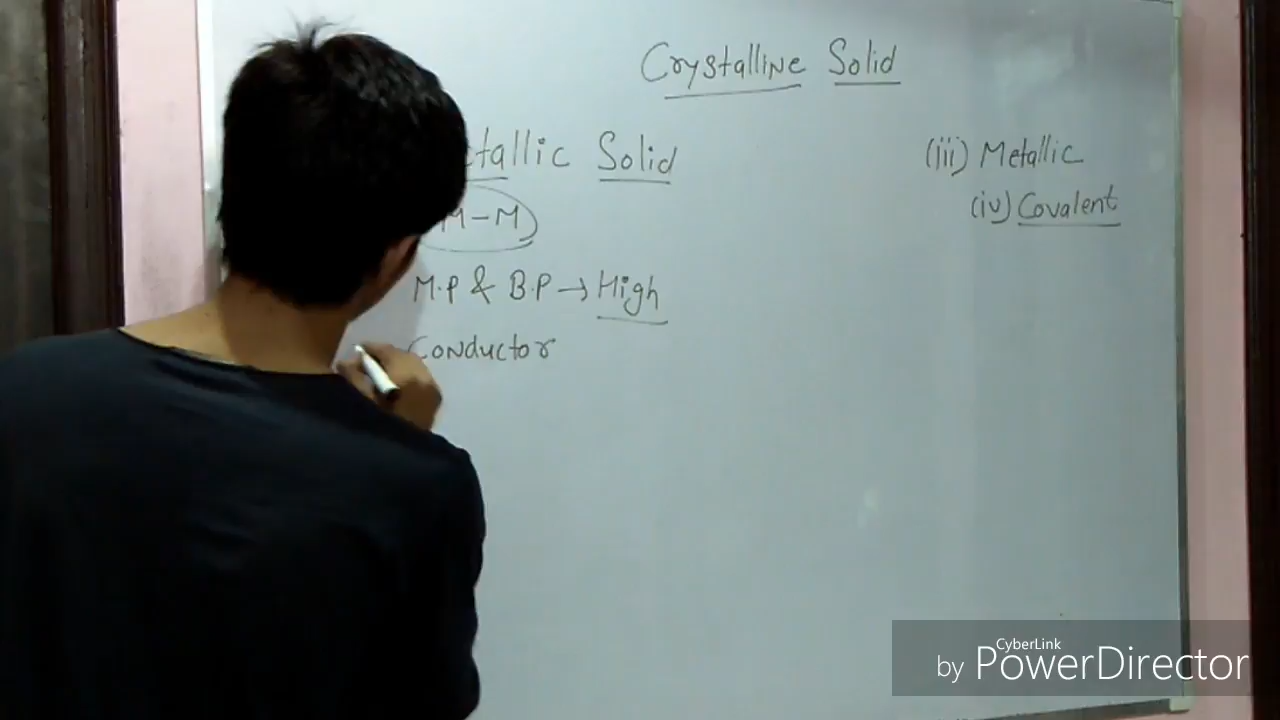 Crystalline Solid
tallic Solid
M-M
M.P & B.P → High
Conductor
(iii) Metallic
(iv) Covalent
CyberLink
by PowerDirector